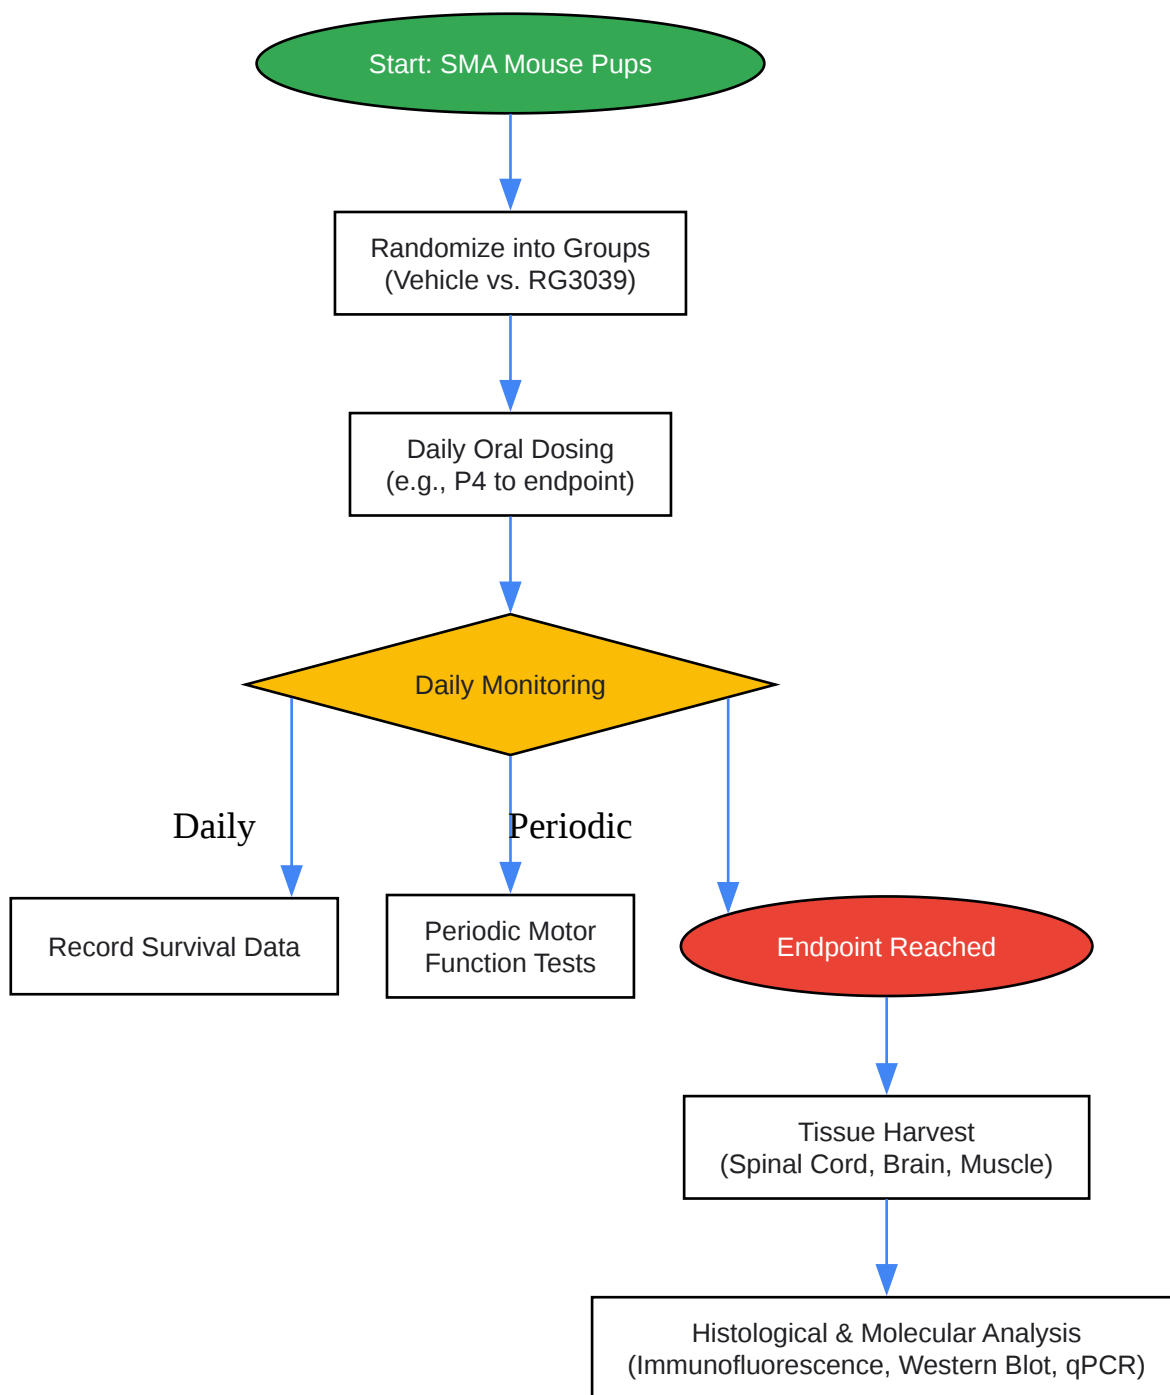 Start: SMA Mouse Pups
Randomize into Groups
(Vehicle vs. RG3039)
Daily Oral Dosing
(e.g., P4 to endpoint)
Daily Monitoring
Daily
Periodic
Record Survival Data
Periodic Motor
Function Tests
Endpoint Reached
Tissue Harvest
(Spinal Cord, Brain, Muscle)
Histological & Molecular Analysis
(Immunofluorescence, Western Blot, qPCR)